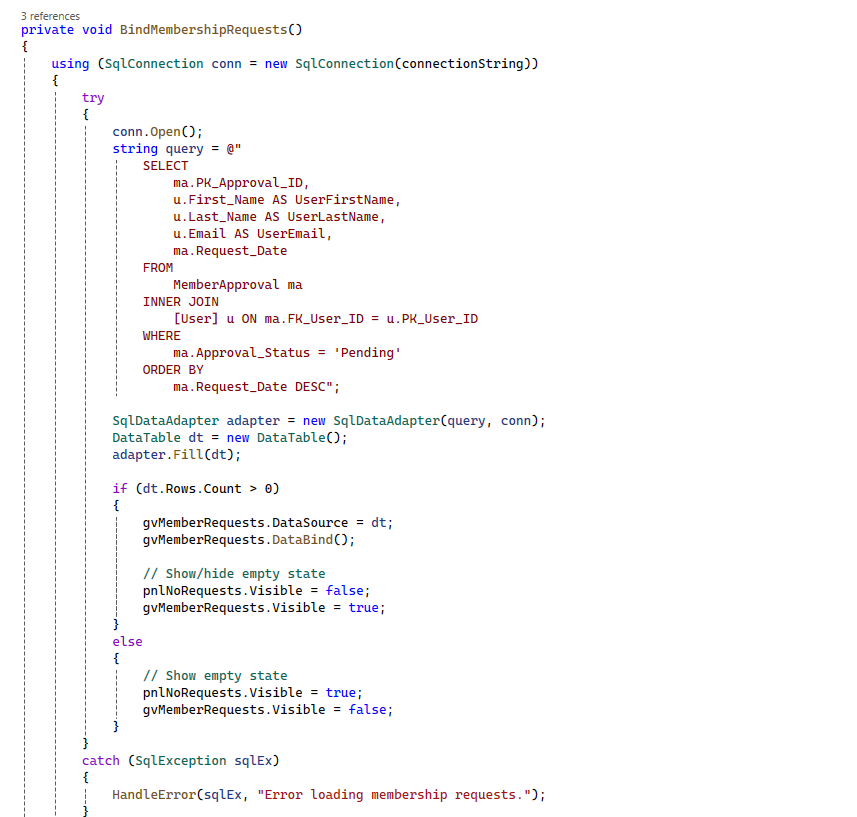 3 references
private void BindMembershipRequests()
{
using (SqlConnection conn = new SqlConnection(connectionString))
{
try
{
conn.Open();
string query = @"
SELECT
ma.PK_Approval_ID,
u.First_Name AS UserFirstName,
u.Last_Name AS UserLastName,
u.Email AS UserEmail,
ma.Request_Date
FROM
MemberApproval ma
INNER JOIN
[User] u ON ma.FK_User_ID = u.PK_User_ID
WHERE
ma.Approval_Status = 'Pending'
ORDER BY
ma.Request_Date DESC";
SqlDataAdapter adapter = new SqlDataAdapter(query, conn);
DataTable dt = new DataTable();
adapter.Fill(dt);
if (dt.Rows.Count > 0)
{
gvMemberRequests.DataSource = dt;
gvMemberRequests.DataBind();
// Show/hide empty state
pnlNoRequests.Visible = false;
gvMemberRequests.Visible = true;
}
else
{
// Show empty state
pnlNoRequests.Visible = true;
gvMemberRequests.Visible = false;
}
}
catch (SqlException sqlEx)
{
HandleError(sqlEx, "Error loading membership requests.");
}